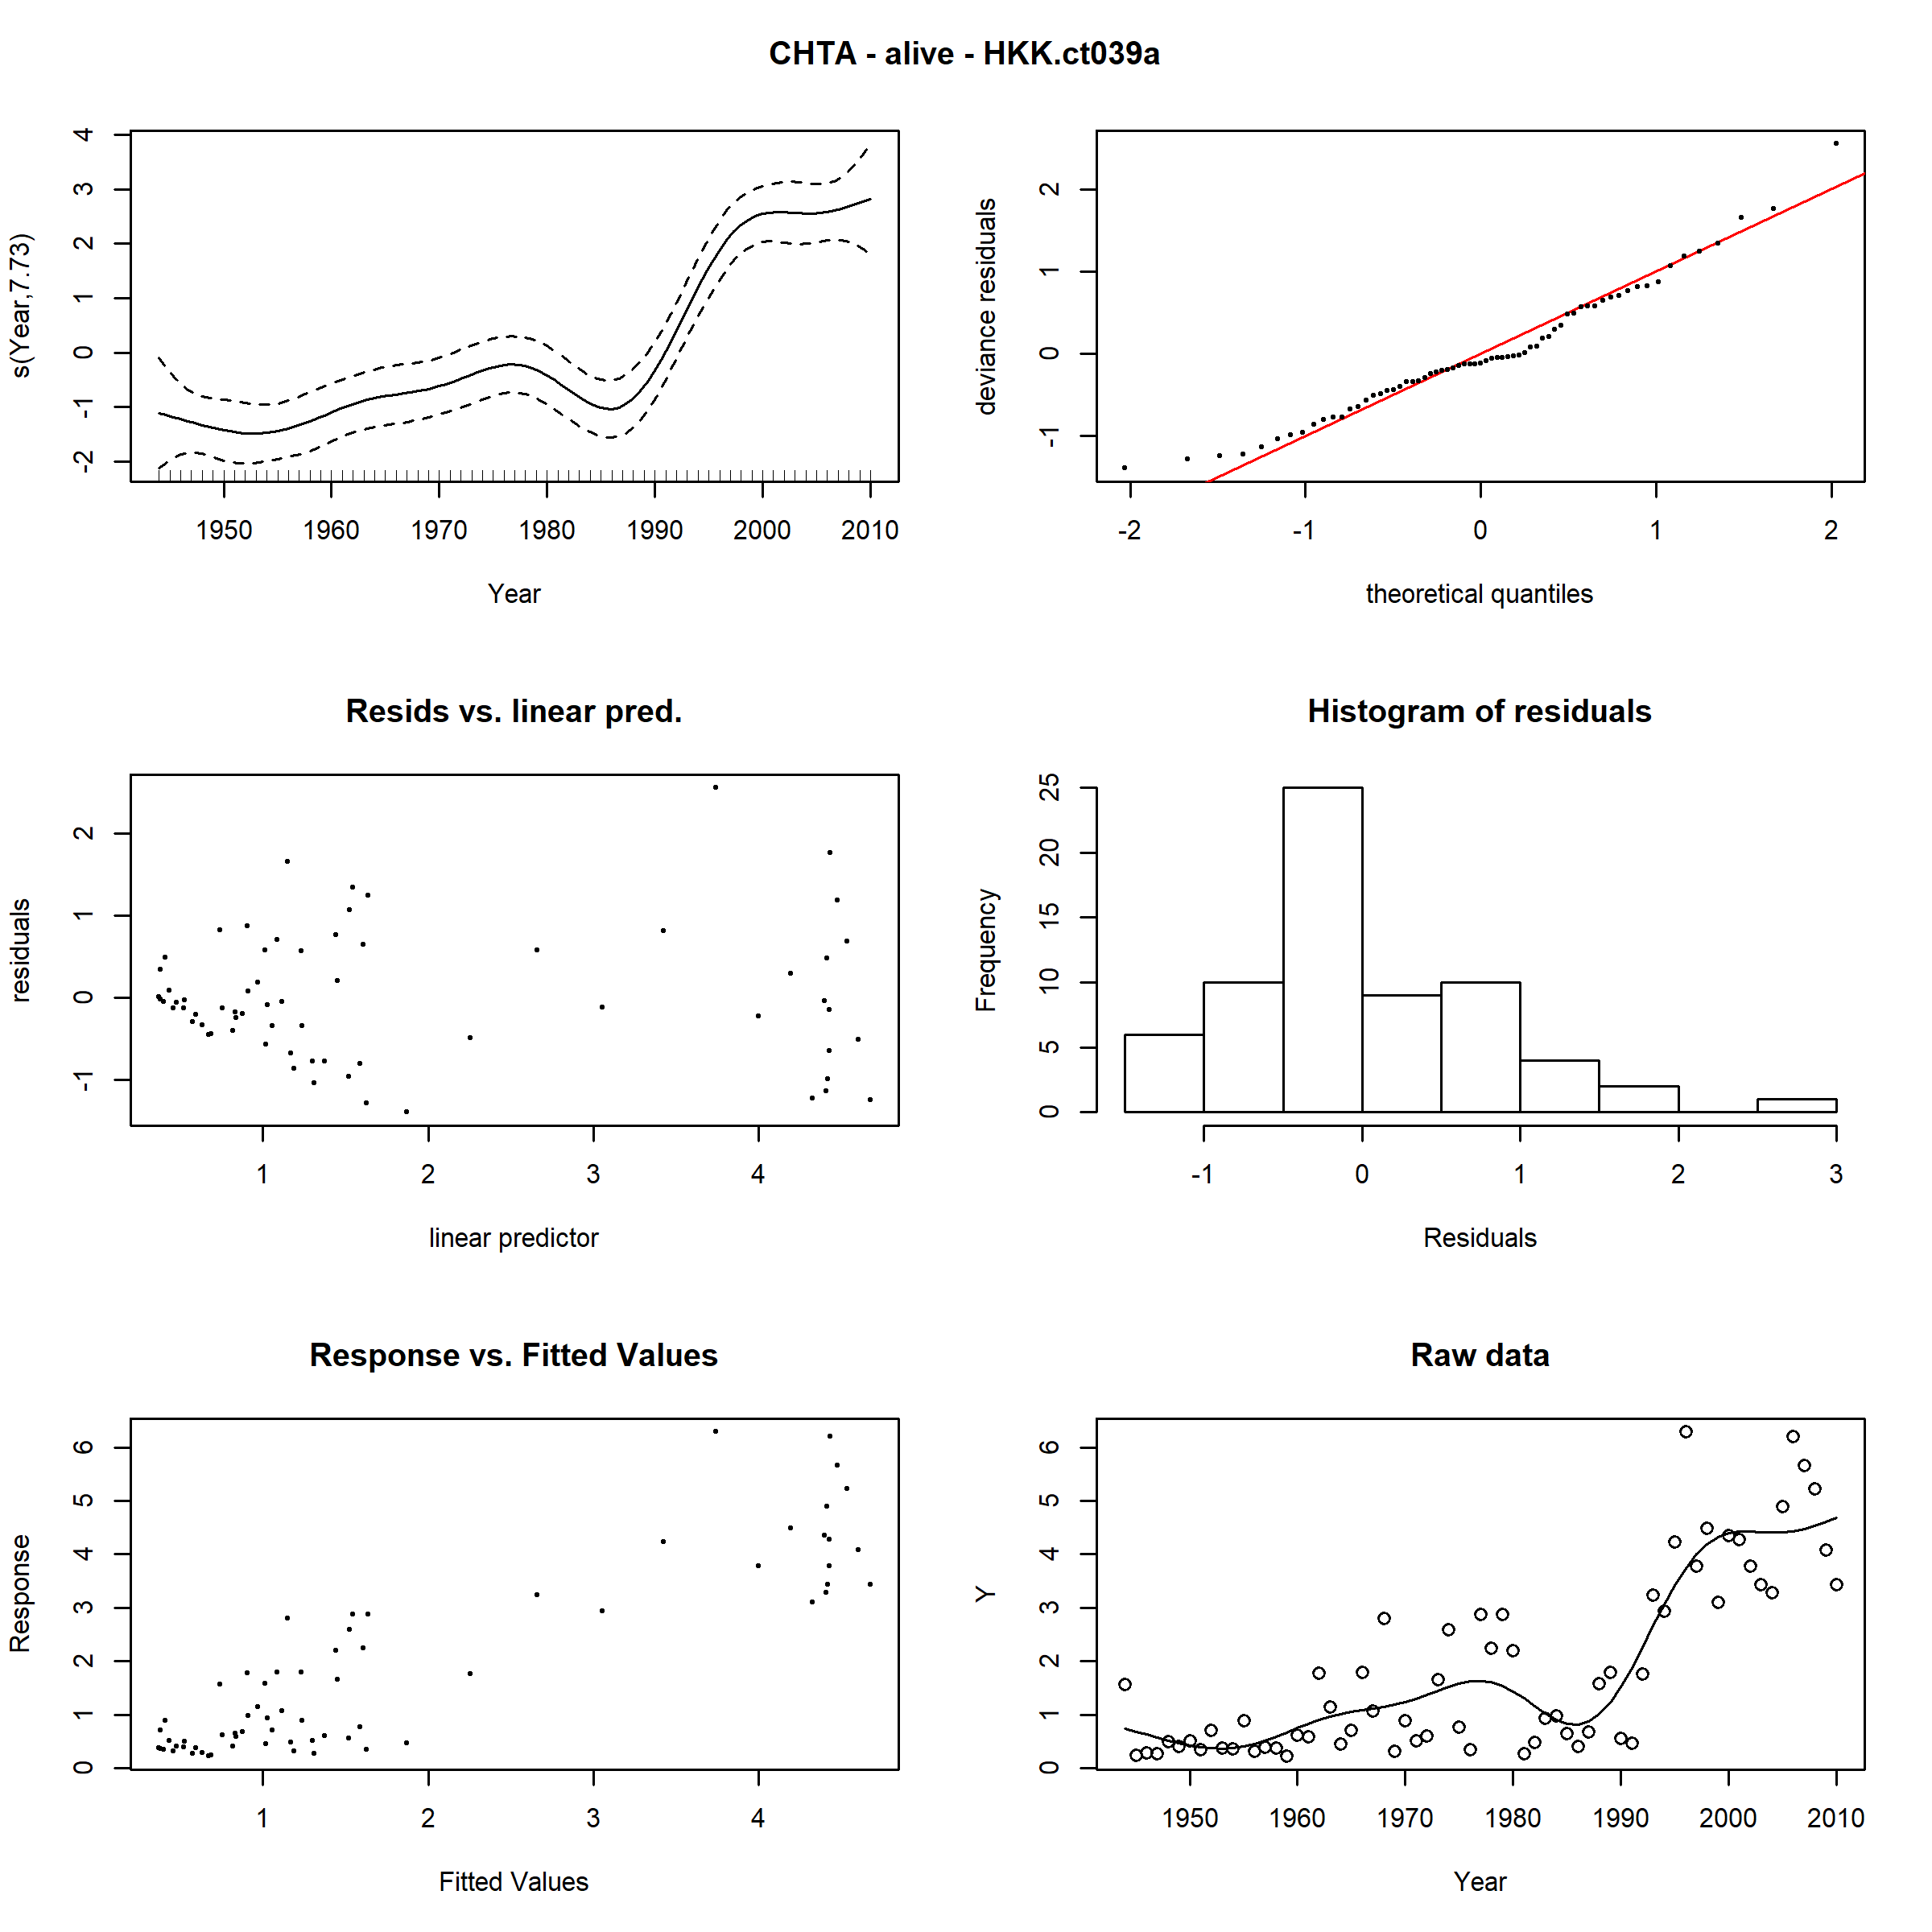 CHTA - alive - HKK.ct039a
s(Year,7.73)
4
3
2
1
0
-1
-2
1950 1960 1970 1980 1990 2000 2010
Year
deviance residuals
2
1
0
-1
-2 -1 0 1 2
theoretical quantiles
Resids vs. linear pred.
residuals
2
1
0
-1
1 2 3 4
linear predictor
Histogram of residuals
Frequency
25
20
15
10
5
0
-1 0 1 2 3
Residuals
Response vs. Fitted Values
Response
6
5
4
3
2
1
0
1 2 3 4
Fitted Values
Raw data
Y
6
5
4
3
2
1
0
1950 1960 1970 1980 1990 2000 2010
Year